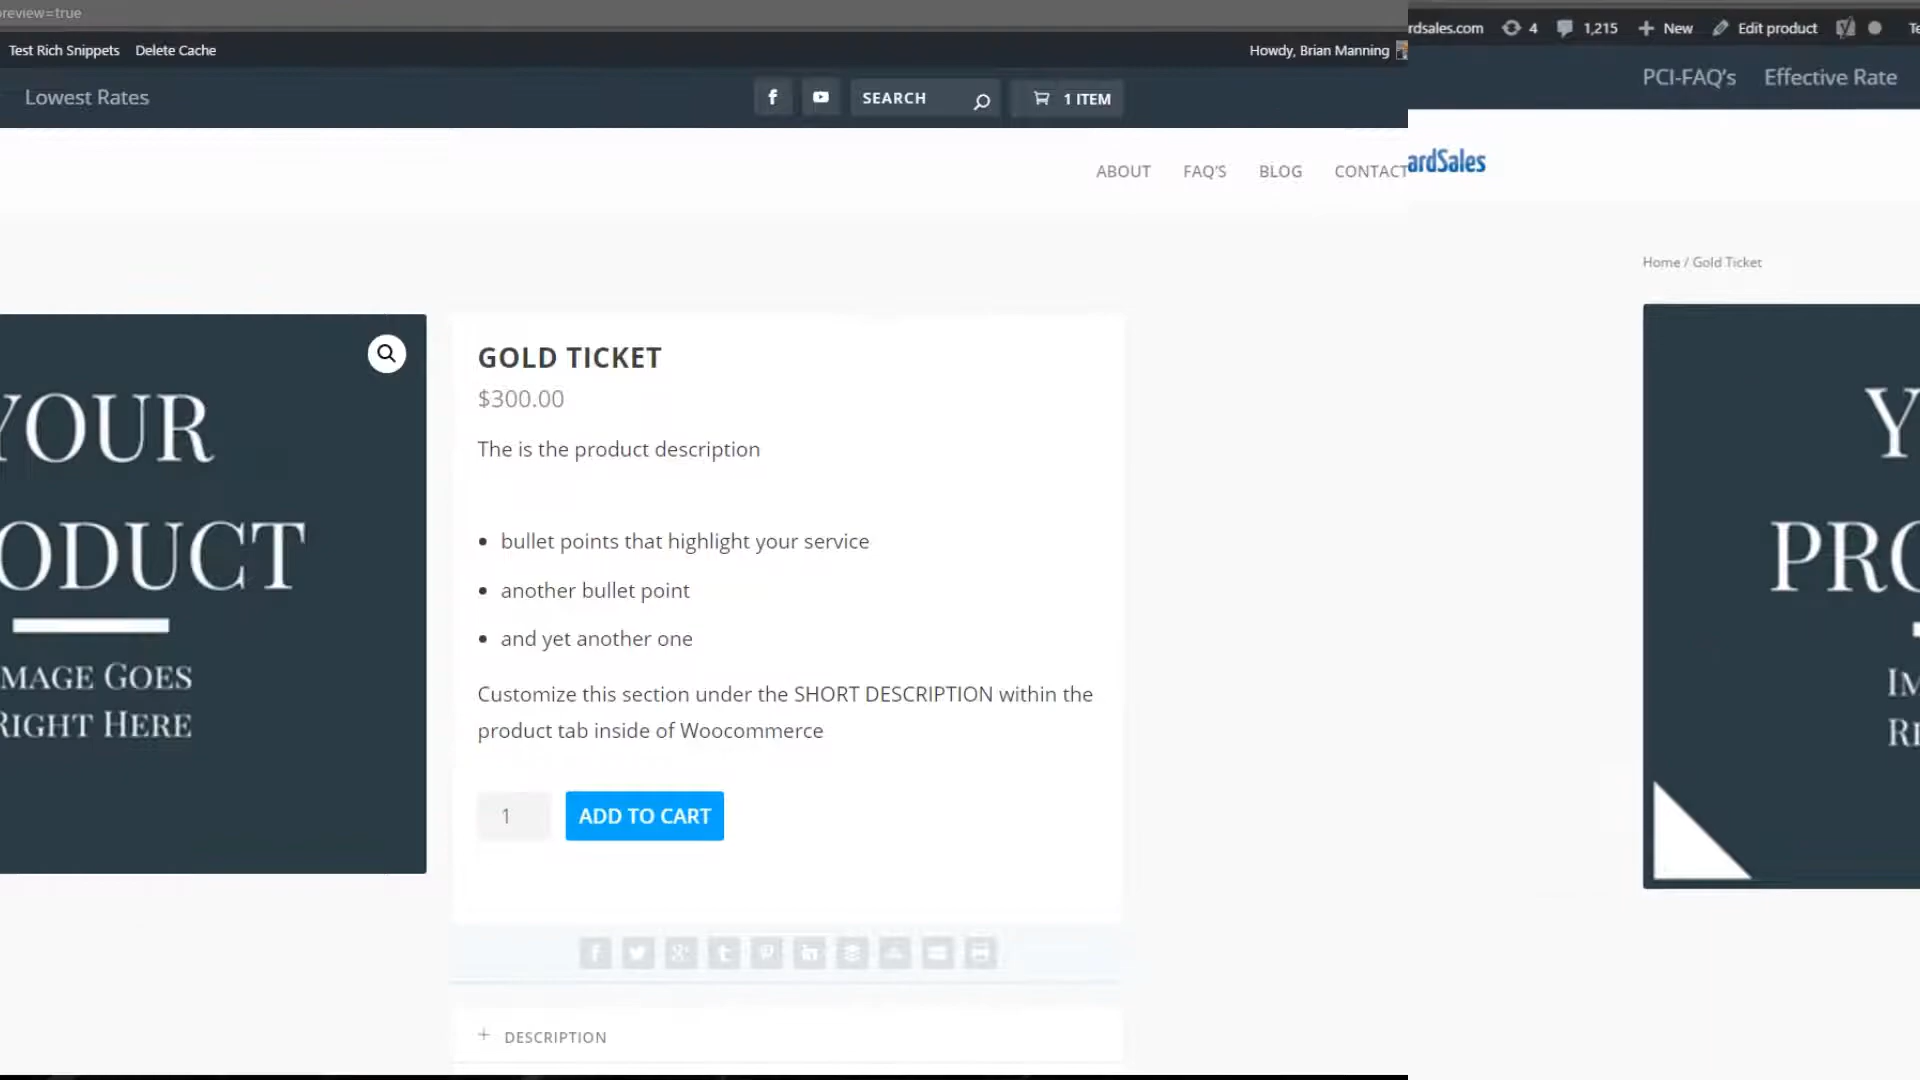 review=true
Test Rich Snippets Delete Cache
Howdy, Brian Manning
Lowest Rates
SEARCH
1 ITEM
ABOUT FAQ'S BLOG CONTACT
YOUR
ODUCT
MAGE GOES
RIGHT HERE
GOLD TICKET
$300.00
The is the product description
bullet points that highlight your service
another bullet point
and yet another one
Customize this section under the SHORT DESCRIPTION within the
product tab inside of Woocommerce
1
ADD TO CART
+ DESCRIPTION
rdsales.com 4 1,215 + New Edit product Te
PCI-FAQ's Effective Rate
ardSales
Home / Gold Ticket
Y
PRO
IM
RI